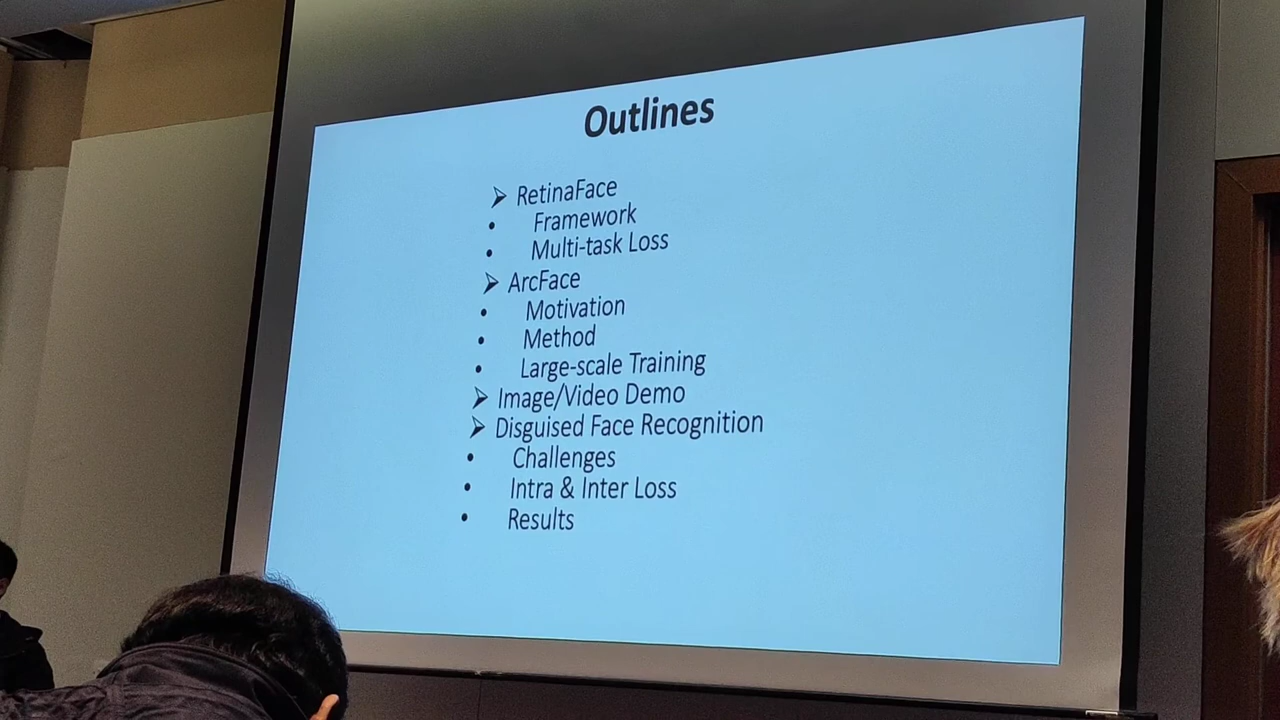 Outlines
➢ RetinaFace
• Framework
• Multi-task Loss
➢ ArcFace
• Motivation
• Method
• Large-scale Training
➢ Image/Video Demo
➢ Disguised Face Recognition
• Challenges
• Intra & Inter Loss
• Results